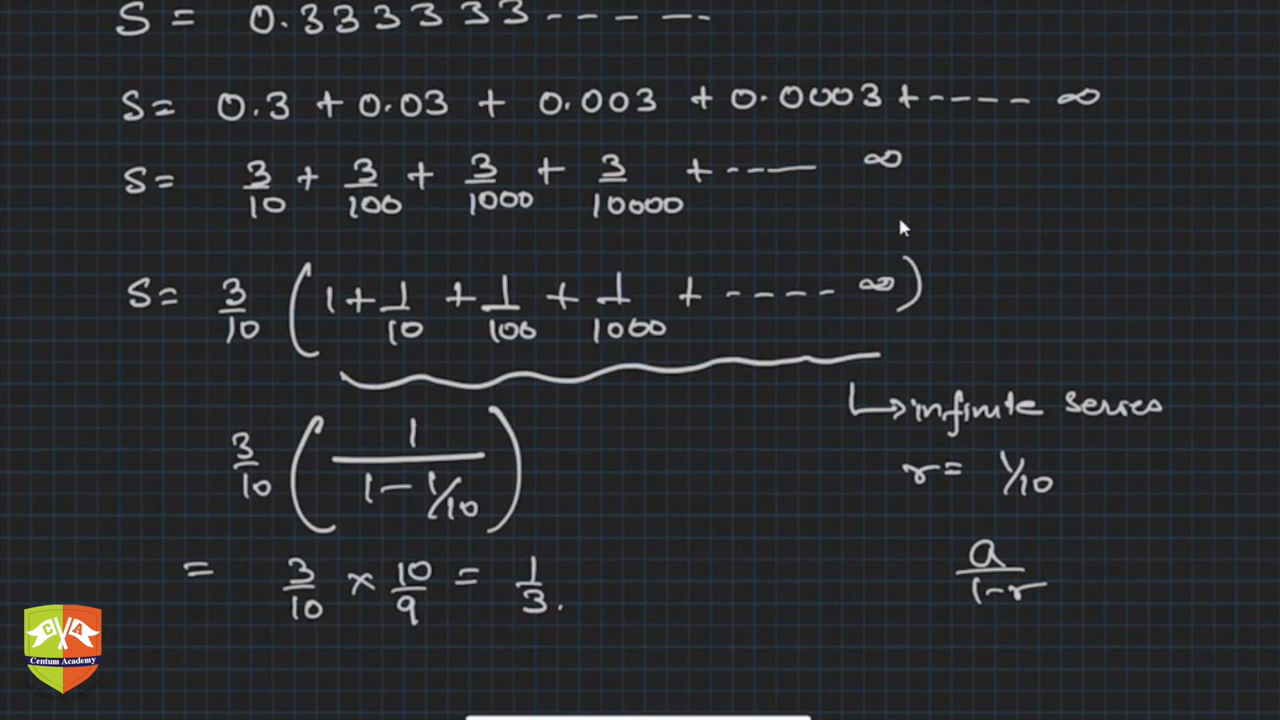 S = 0.333333------
S = 0.3 + 0.03 + 0.003 + 0.0003 + ---- ∞
S = 3/10 + 3/100 + 3/1000 + 3/10000 + ---- ∞
S = 3/10 (1 + 1/10 + 1/100 + 1/1000 + ---- ∞)
↳ infinite series
3/10 (1/(1 - 1/10))
r = 1/10
= 3/10 × 10/9 = 1/3.
a/(1-r)
C A
Centum Academy